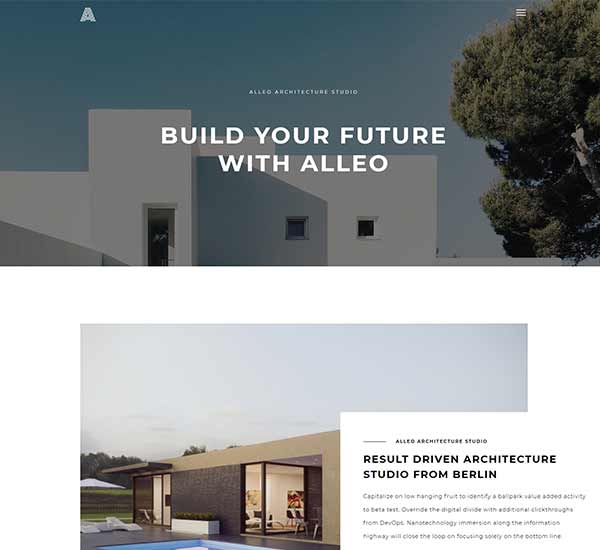 A
ALLEO ARCHITECTURE STUDIO
BUILD YOUR FUTURE
WITH ALLEO
ALLEO ARCHITECTURE STUDIO
RESULT DRIVEN ARCHITECTURE
STUDIO FROM BERLIN
Capitalize on low hanging fruit to identify a ballpark value added activity
to beta test. Override the digital divide with additional clickthroughs
from DevOps. Nanotechnology immersion along the information
highway will close the loop on focusing solely on the bottom line.